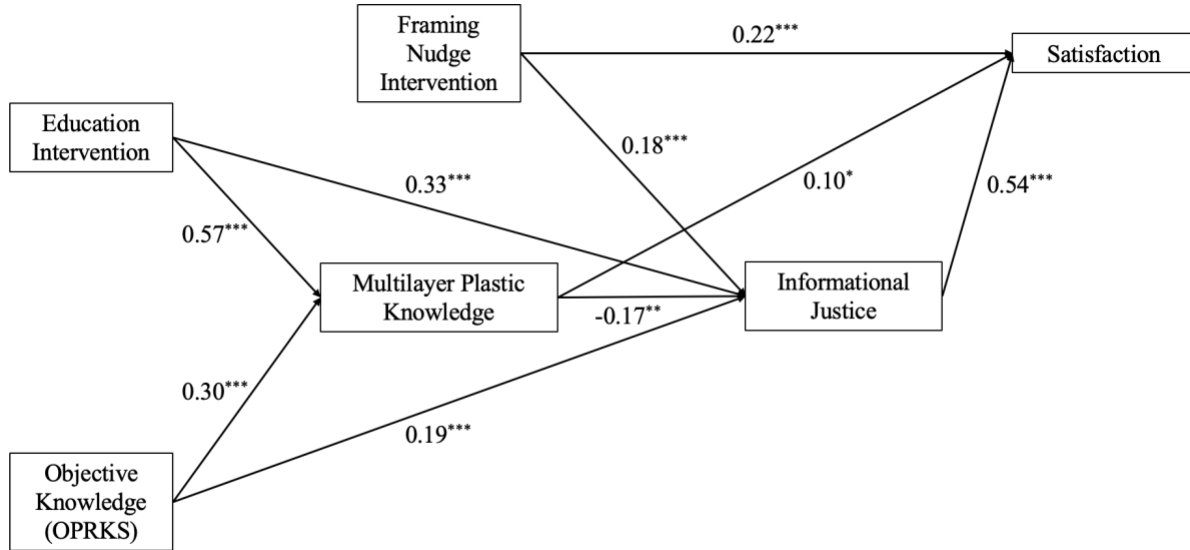 Framing
Nudge
Intervention
0.22***
Satisfaction
Education
Intervention
0.18***
0.33***
0.10*
0.54***
0.57***
Multilayer Plastic
Knowledge
Informational
Justice
-0.17**
0.30***
0.19***
Objective
Knowledge
(OPRKS)